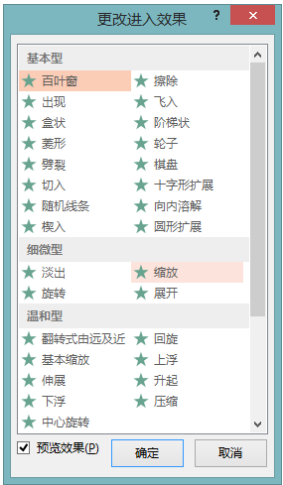 更改进入效果 ? ×
基本型
百叶窗 擦除
出现 飞入
盒状 阶梯状
菱形 轮子
劈裂 棋盘
切入 十字形扩展
随机线条 向内溶解
楔入 圆形扩展
细微型
淡出 缩放
旋转 展开
温和型
翻转式由远及近 回旋
基本缩放 上浮
伸展 升起
下浮 压缩
中心旋转
预览效果(P) 确定 取消